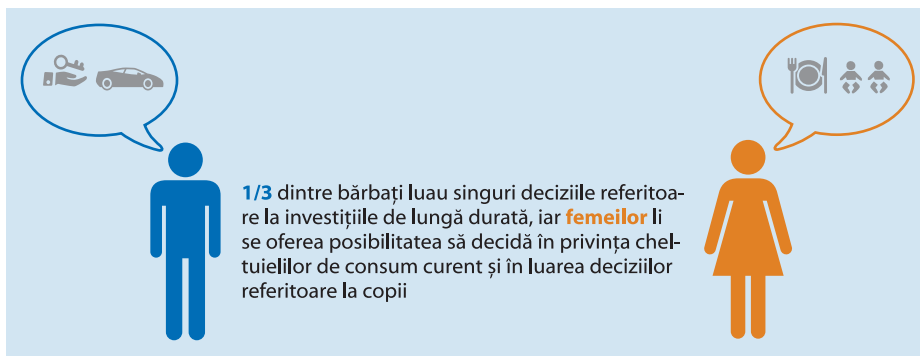 1/3 dintre bărbați luau singuri deciziile referitoa-
re la investițiile de lungă durată, iar femeilor li
se oferea posibilitatea să decidă în privința chel-
tuielilor de consum curent și în luarea deciziilor
referitoare la copii